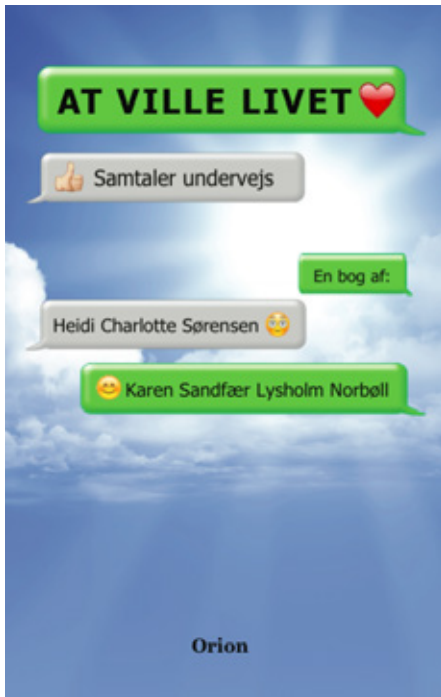 AT VILLE LIVET❤️
👍 Samtaler undervejs
En bog af:
Heidi Charlotte Sørensen 😇
😊 Karen Sandfær Lysholm Norbøll
Orion